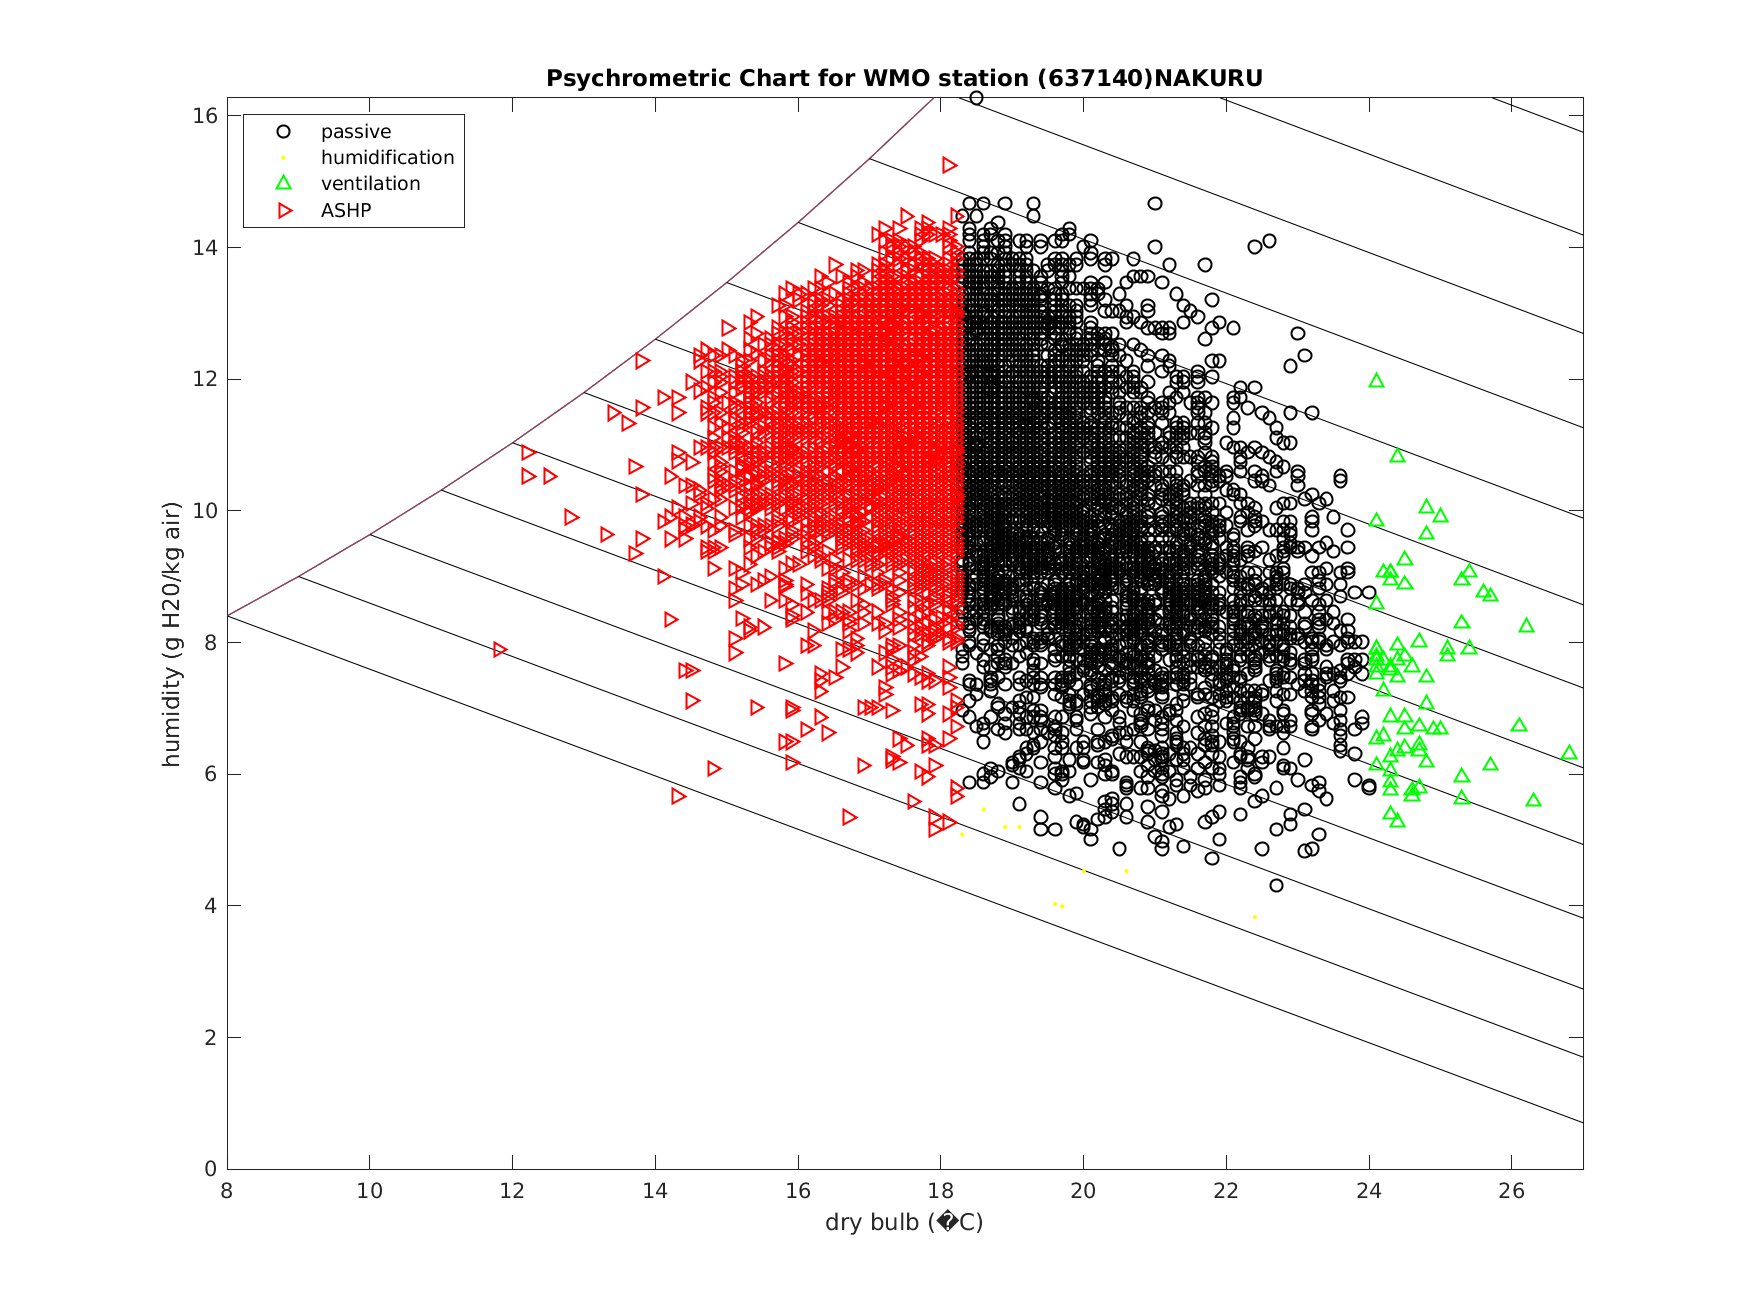 Psychrometric Chart for WMO station (637140)NAKURU
passive
humidification
ventilation
ASHP
16
14
12
10
8
6
4
2
0
humidity (g H20/kg air)
8 10 12 14 16 18 20 22 24 26
dry bulb (�C)